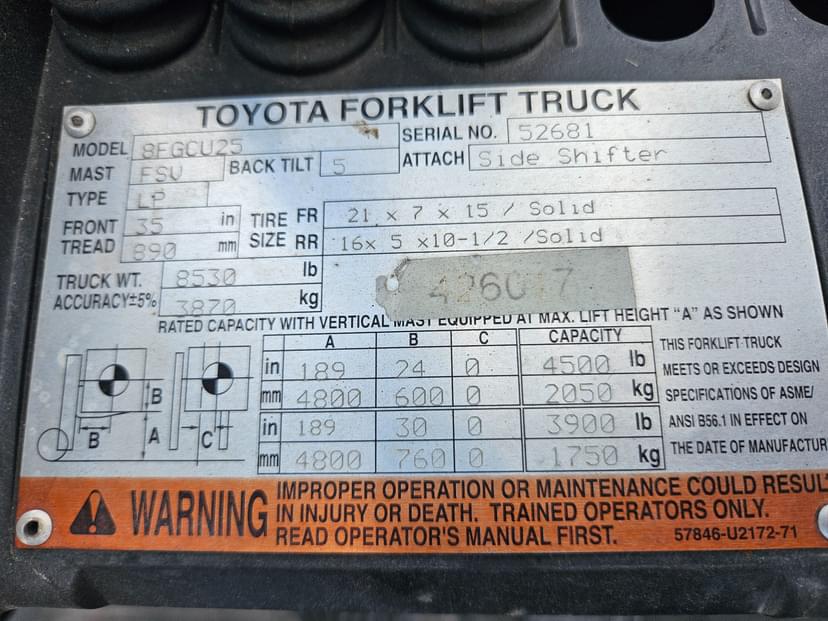 TOYOTA FORKLIFT TRUCK
MODEL 8FGCU25 SERIAL NO. 52681
MAST FSV BACK TILT 5 ATTACH Side Shifter
TYPE LP
FRONT TREAD 35 in 890 mm
TIRE SIZE FR 21 x 7 x 15 / Solid
RR 16x 5 x10-1/2 /Solid
TRUCK WT. 8530 lb
ACCURACY±5% 3870 kg
426017
RATED CAPACITY WITH VERTICAL MAST EQUIPPED AT MAX. LIFT HEIGHT "A" AS SHOWN
A B C CAPACITY
in 189 24 0 4500 lb
mm 4800 600 0 2050 kg
in 189 30 0 3900 lb
mm 4800 760 0 1750 kg
B
B A C
THIS FORKLIFT TRUCK
MEETS OR EXCEEDS DESIGN
SPECIFICATIONS OF ASME/
ANSI B56.1 IN EFFECT ON
THE DATE OF MANUFACTUR
WARNING
IMPROPER OPERATION OR MAINTENANCE COULD RESUL
IN INJURY OR DEATH. TRAINED OPERATORS ONLY.
READ OPERATOR'S MANUAL FIRST. 57846-U2172-71